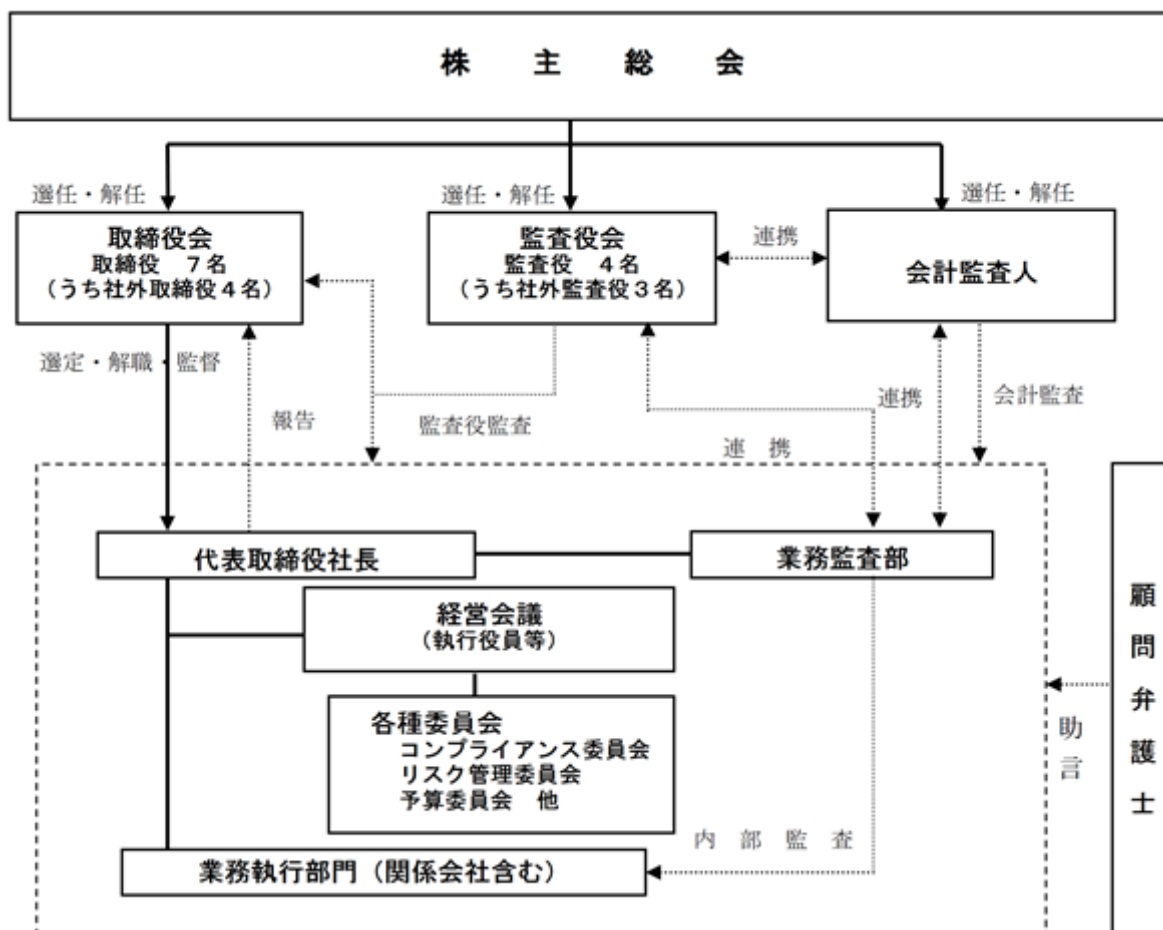 株 主 総 会
選任・解任
選任・解任
選任・解任
取締役会
取締役 7名
（うち社外取締役4名）
監査役会
監査役 4名
（うち社外監査役3名）
連携
会計監査人
選定・解職・監督
報告
監査役監査
連 携
連携
会計監査
代表取締役社長
業務監査部
経営会議
（執行役員等）
各種委員会
コンプライアンス委員会
リスク管理委員会
予算委員会 他
内 部 監 査
業務執行部門（関係会社含む）
助言
顧問弁護士